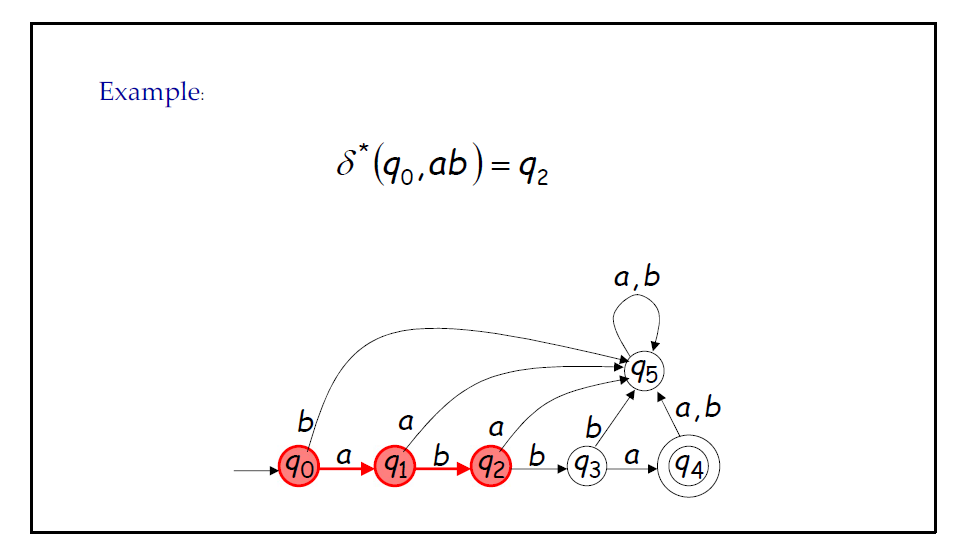 Example:
δ*(q₀,ab) = q₂
a,b
q5
b a a b a,b
q0 a q1 b q2 b q3 a q4